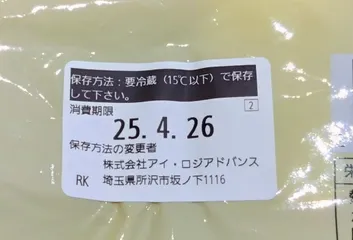 保存方法：要冷蔵（15℃以下）で保存
して下さい。
消費期限
2
25. 4. 26
保存方法の変更者
株式会社アイ・ロジアドバンス
RK 埼玉県所沢市坂ノ下1116